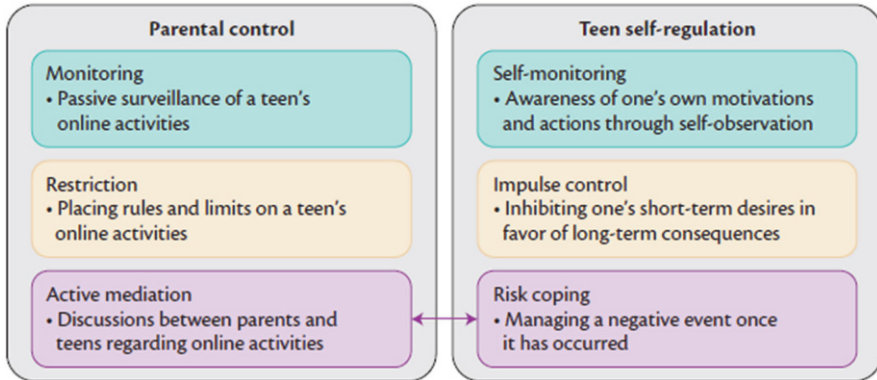 Parental control
Monitoring
• Passive surveillance of a teen's
online activities
Restriction
• Placing rules and limits on a teen's
online activities
Active mediation
• Discussions between parents and
teens regarding online activities
Teen self-regulation
Self-monitoring
• Awareness of one's own motivations
and actions through self-observation
Impulse control
• Inhibiting one's short-term desires in
favor of long-term consequences
Risk coping
• Managing a negative event once
it has occurred